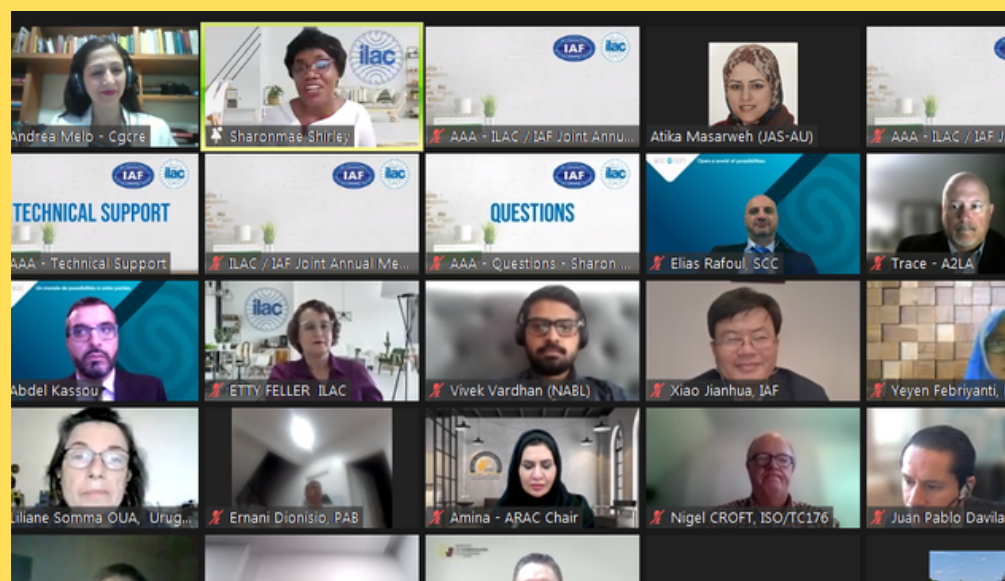 ilac
IAF ilac
Andrea Melo - Cgcre
Sharonmae Shirley
AAA - ILAC / IAF Joint Annu...
Atika Masarweh (JAS-AU)
AAA - ILAC / IAF J
IAF ilac
IAF ilac
IAF ilac
Open a world of possibilities.
TECHNICAL SUPPORT
QUESTIONS
AAA - Technical Support
ILAC / IAF Joint Annual Me...
AAA - Questions - Sharon ...
Elias Rafoul, SCC
Trace - A2LA
Un monde de possibilités à votre portée.
ilac
Abdel Kassou
ETTY FELLER ILAC
Vivek Vardhan (NABL)
Xiao Jianhua, IAF
Yeyen Febriyanti,
Liliane Somma OUA, Urug...
Ernani Dionisio, PAB
Amina - ARAC Chair
Nigel CROFT, ISO/TC176
Juan Pablo Davila